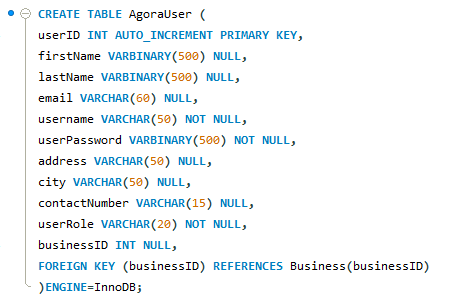 CREATE TABLE AgoraUser (
userID INT AUTO_INCREMENT PRIMARY KEY,
firstName VARBINARY(500) NULL,
lastName VARBINARY(500) NULL,
email VARCHAR(60) NULL,
username VARCHAR(50) NOT NULL,
userPassword VARBINARY(500) NOT NULL,
address VARCHAR(50) NULL,
city VARCHAR(50) NULL,
contactNumber VARCHAR(15) NULL,
userRole VARCHAR(20) NOT NULL,
businessID INT NULL,
FOREIGN KEY (businessID) REFERENCES Business(businessID)
)ENGINE=InnoDB;